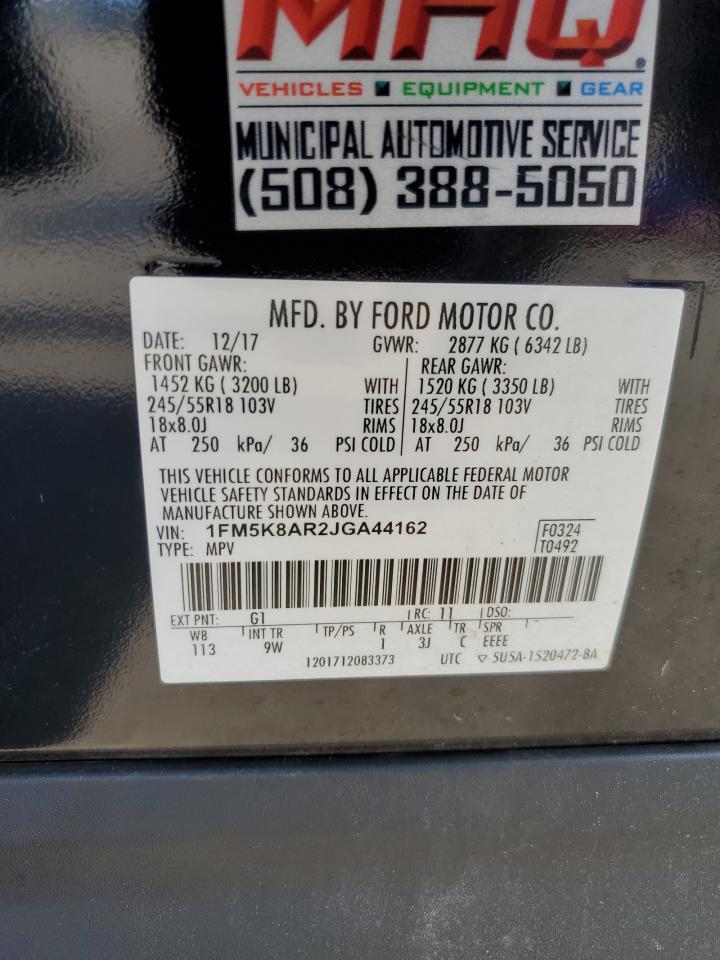 MHQ®
VEHICLES ■ EQUIPMENT ■ GEAR
MUNICIPAL AUTOMOTIVE SERVICE
(508) 388-5050
MFD. BY FORD MOTOR CO.
DATE: 12/17 GVWR: 2877 KG ( 6342 LB)
FRONT GAWR: REAR GAWR:
1452 KG ( 3200 LB) WITH 1520 KG ( 3350 LB) WITH
245/55R18 103V TIRES 245/55R18 103V TIRES
18x8.0J RIMS 18x8.0J RIMS
AT 250 kPa/ 36 PSI COLD AT 250 kPa/ 36 PSI COLD
THIS VEHICLE CONFORMS TO ALL APPLICABLE FEDERAL MOTOR
VEHICLE SAFETY STANDARDS IN EFFECT ON THE DATE OF
MANUFACTURE SHOWN ABOVE.
VIN: 1FM5K8AR2JGA44162 F0324
TYPE: MPV T0492
EXT PNT: G1 RC: 11 DSO:
WB INT TR TP/PS R AXLE TR SPR
113 9W 1 3J C EEEE
1201712083373 UTC ▽ 5U5A-1520472-BA